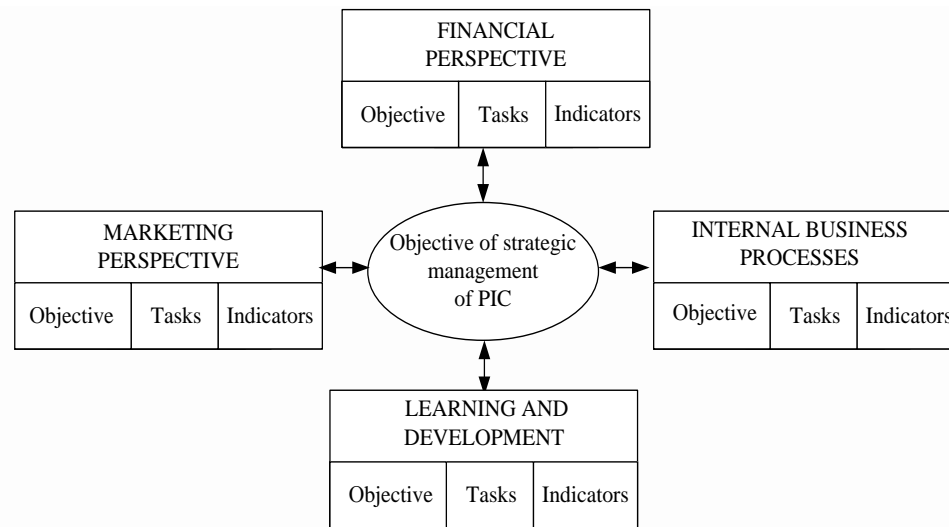 FINANCIAL
PERSPECTIVE
Objective Tasks Indicators
MARKETING
PERSPECTIVE
Objective Tasks Indicators
Objective of strategic
management
of PIC
INTERNAL BUSINESS
PROCESSES
Objective Tasks Indicators
LEARNING AND
DEVELOPMENT
Objective Tasks Indicators